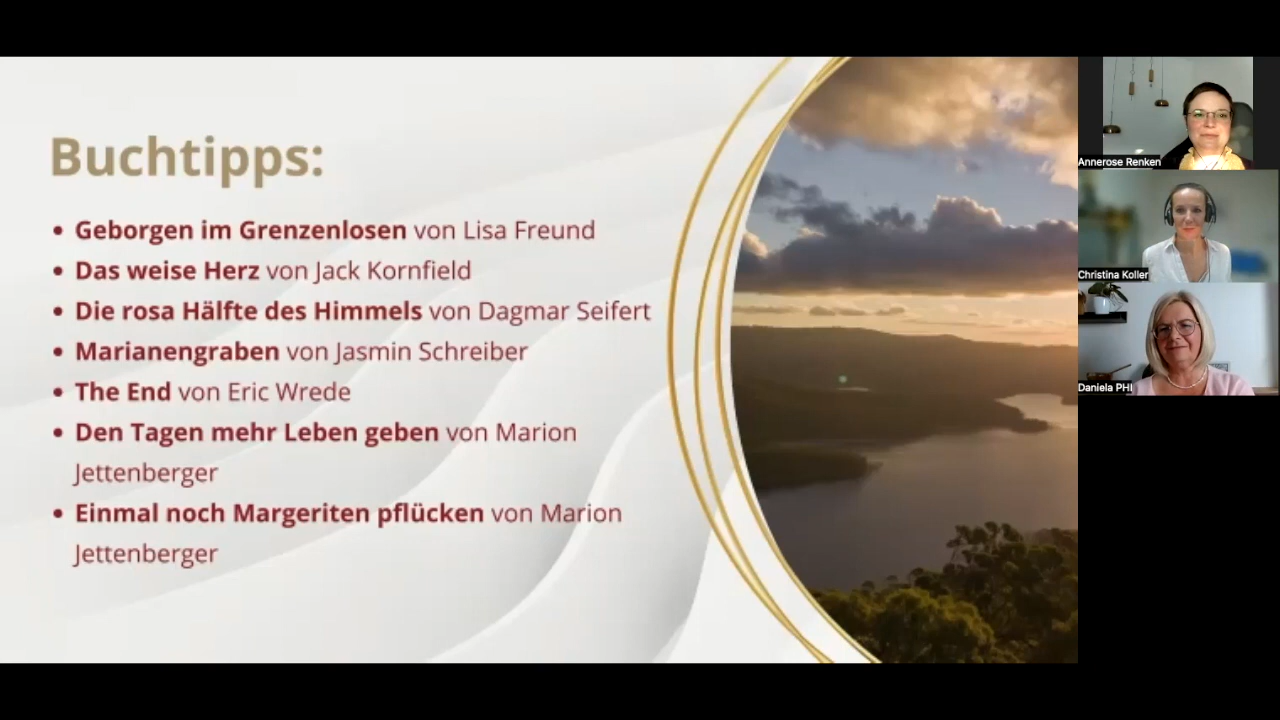 Buchtipps:
• Geborgen im Grenzenlosen von Lisa Freund
• Das weise Herz von Jack Kornfield
• Die rosa Hälfte des Himmels von Dagmar Seifert
• Marianengraben von Jasmin Schreiber
• The End von Eric Wrede
• Den Tagen mehr Leben geben von Marion
Jettenberger
• Einmal noch Margeriten pflücken von Marion
Jettenberger
Annerose Renken
Christina Koller
Daniela PHI